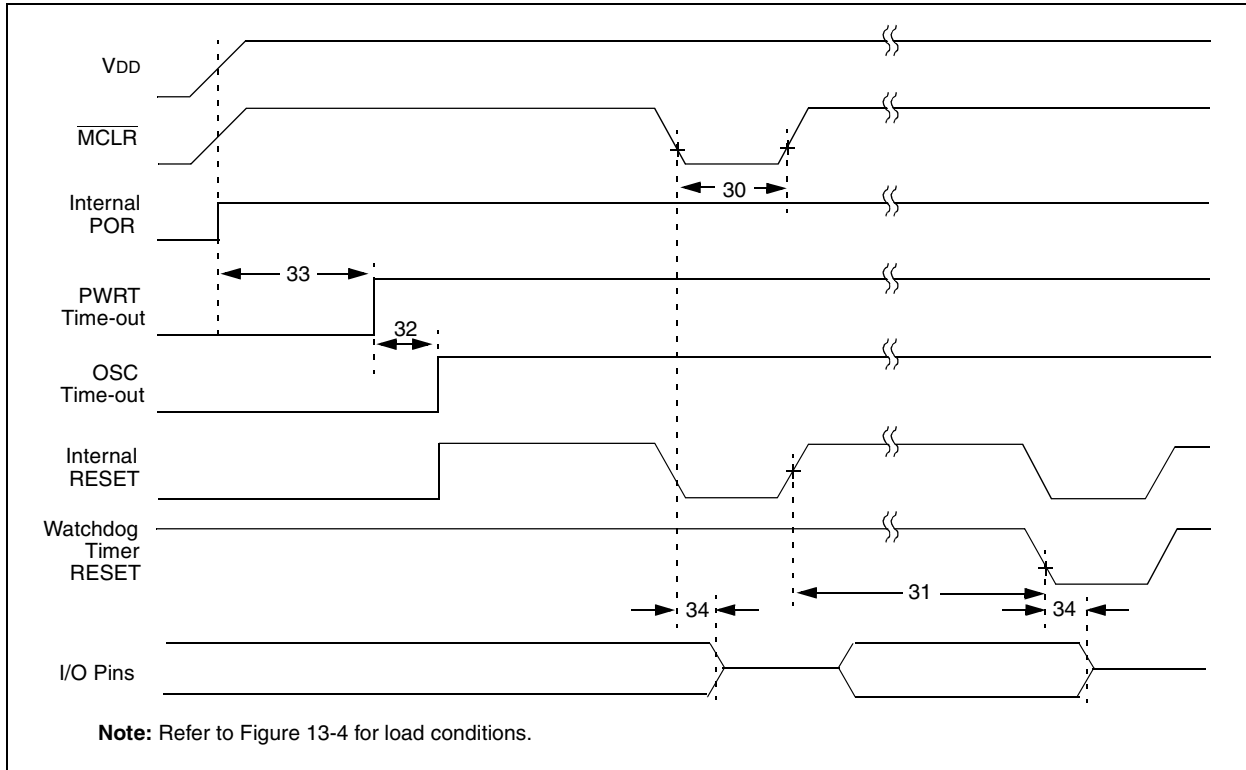 VDD
MCLR
30
Internal
POR
33
PWRT
Time-out
32
OSC
Time-out
Internal
RESET
Watchdog
Timer
RESET
31
34
34
I/O Pins
Note: Refer to Figure 13-4 for load conditions.